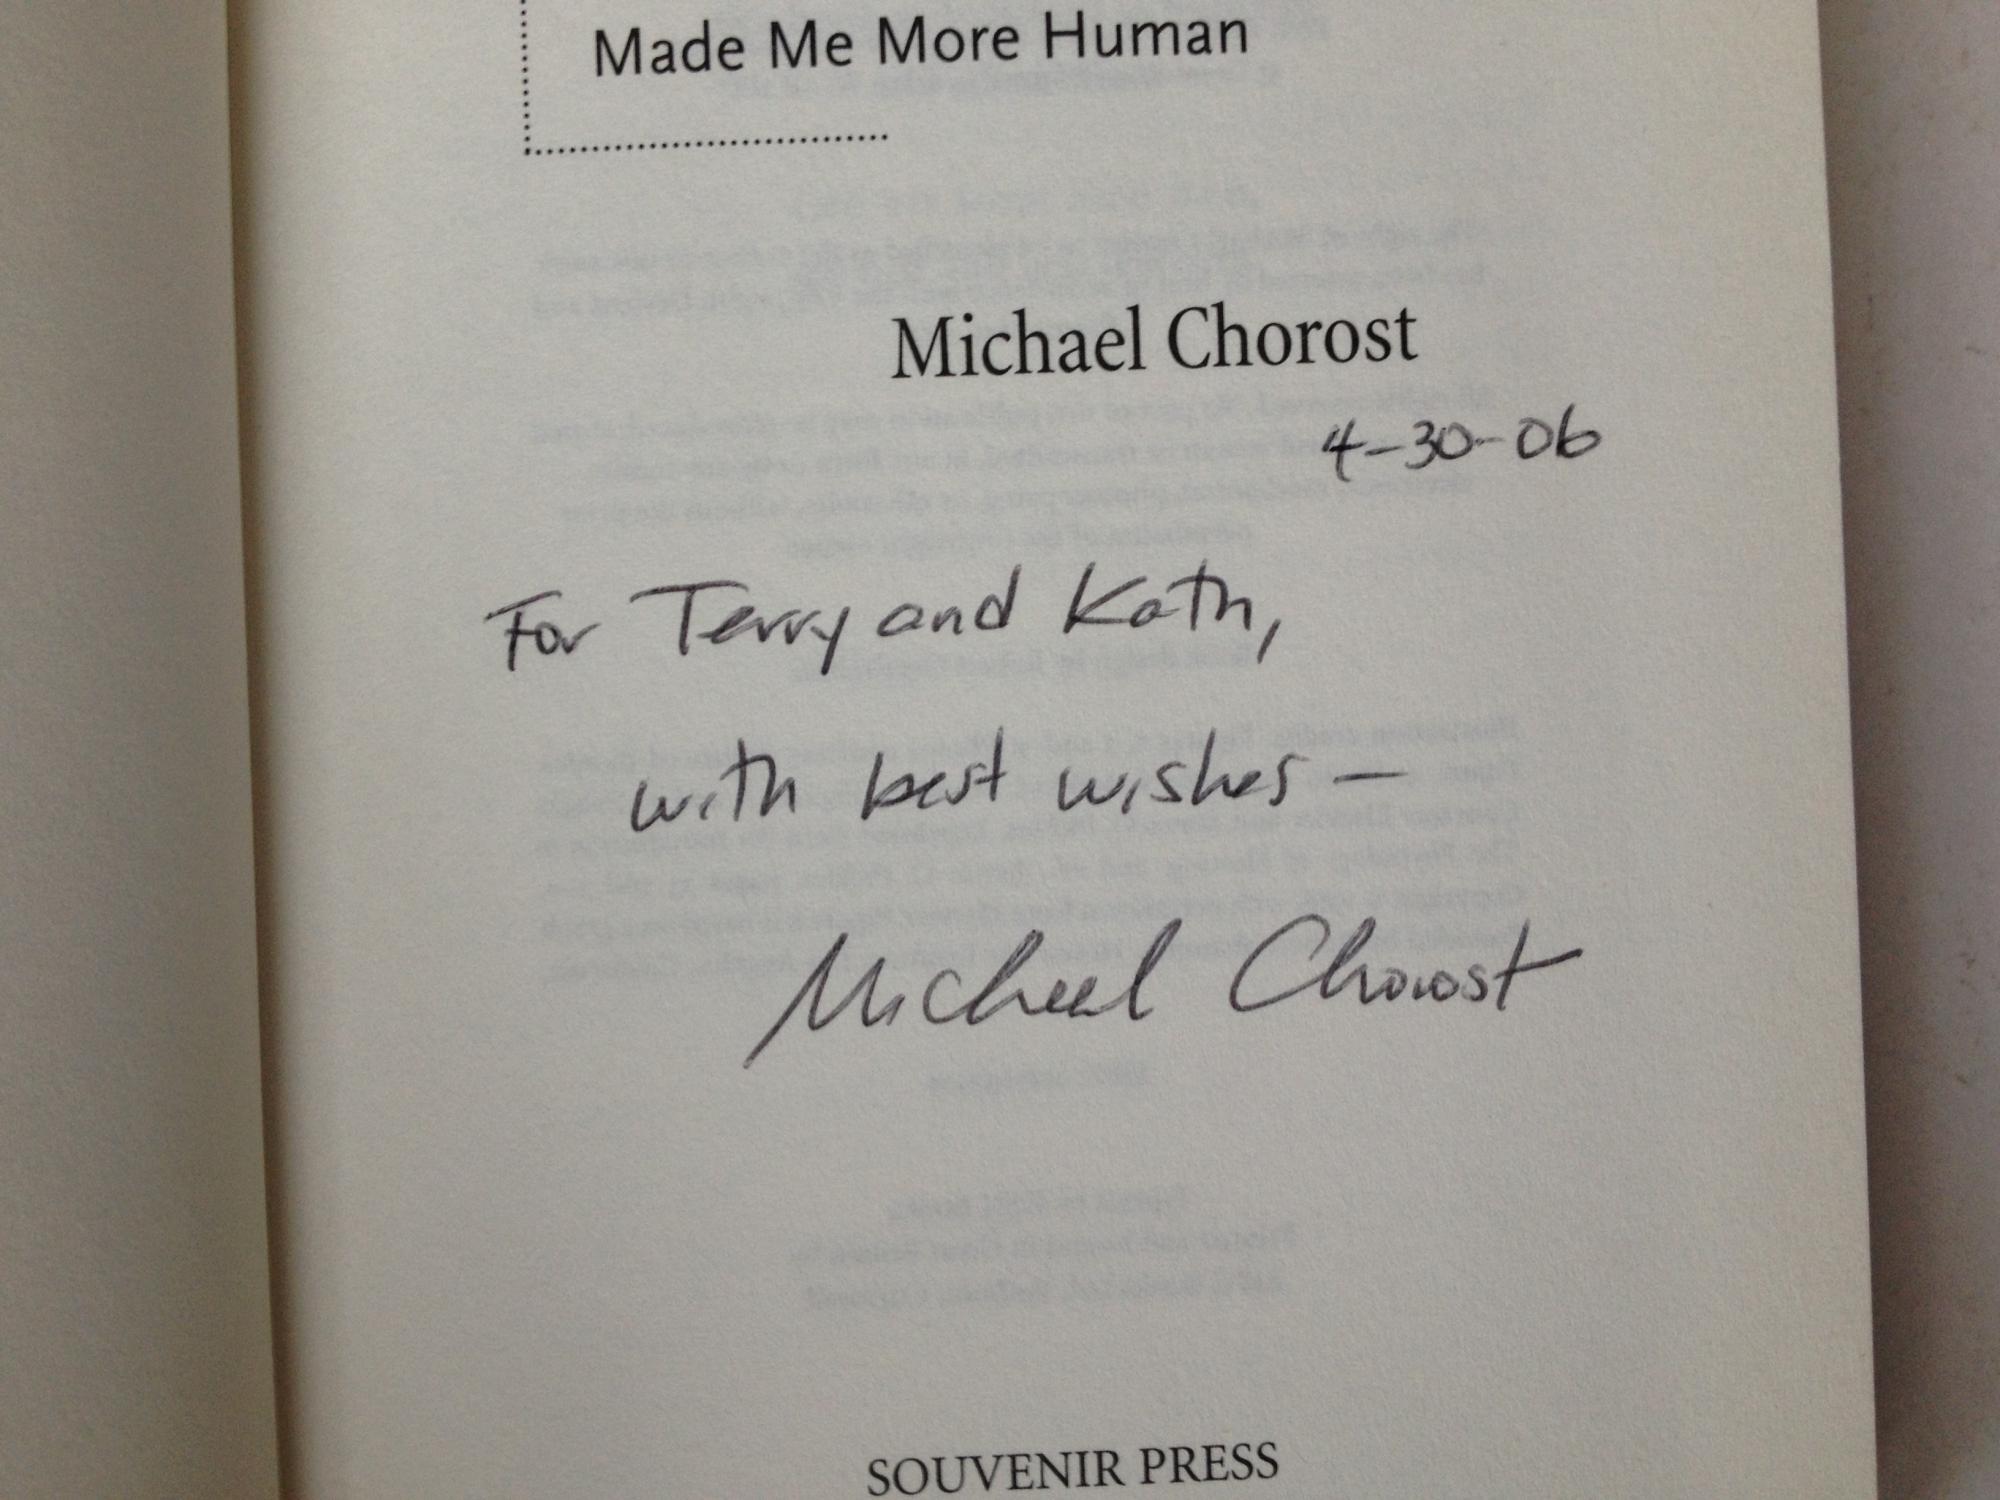 Made Me More Human
Michael Chorost
4-30-06
For Terry and Kath,
with best wishes —
Michael Chorost
SOUVENIR PRESS